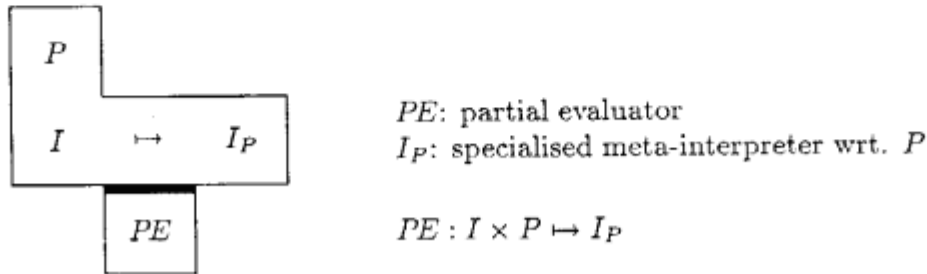 P
I ↦ I_P
PE
PE: partial evaluator
I_P: specialised meta-interpreter wrt. P
PE : I × P ↦ I_P